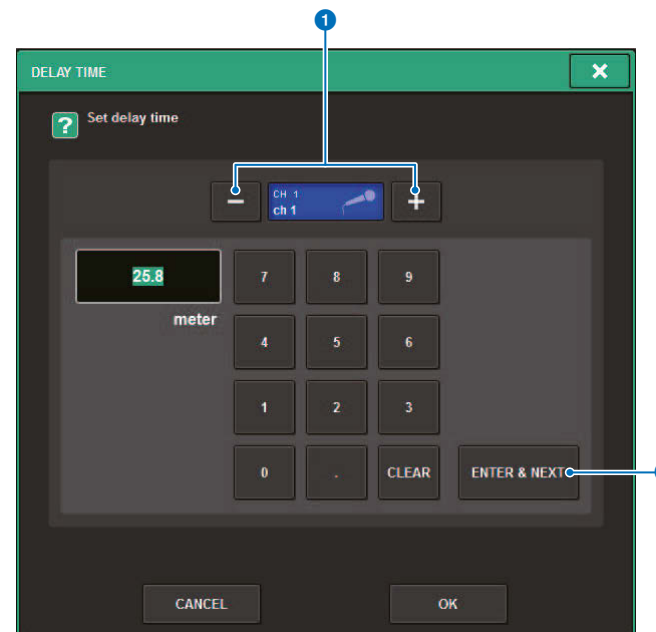 1
DELAY TIME
?
Set delay time
CH 1
ch 1
25.8
7 8 9
meter
4 5 6
1 2 3
0 . CLEAR ENTER & NEXT
CANCEL OK